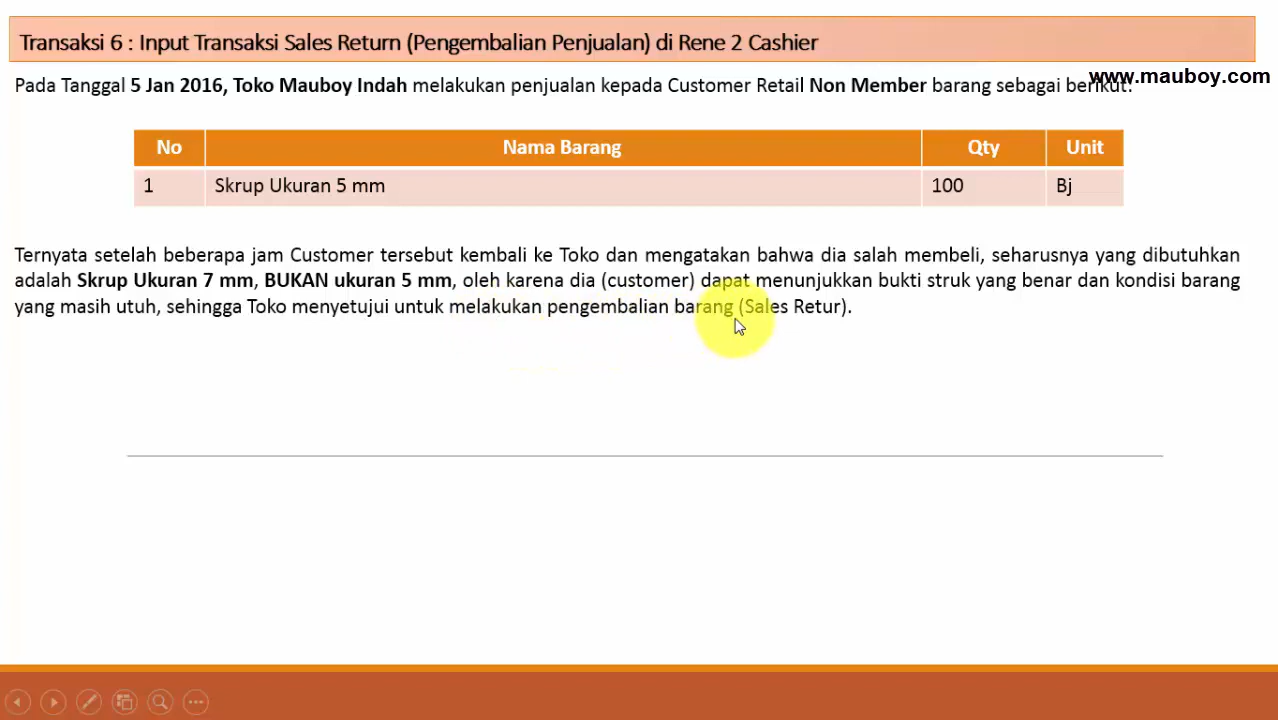 Transaksi 6 : Input Transaksi Sales Return (Pengembalian Penjualan) di Rene 2 Cashier
www.mauboy.com
Pada Tanggal 5 Jan 2016, Toko Mauboy Indah melakukan penjualan kepada Customer Retail Non Member barang sebagai berikut:
No Nama Barang Qty Unit
1 Skrup Ukuran 5 mm 100 Bj
Ternyata setelah beberapa jam Customer tersebut kembali ke Toko dan mengatakan bahwa dia salah membeli, seharusnya yang dibutuhkan
adalah Skrup Ukuran 7 mm, BUKAN ukuran 5 mm, oleh karena dia (customer) dapat menunjukkan bukti struk yang benar dan kondisi barang
yang masih utuh, sehingga Toko menyetujui untuk melakukan pengembalian barang (Sales Retur).